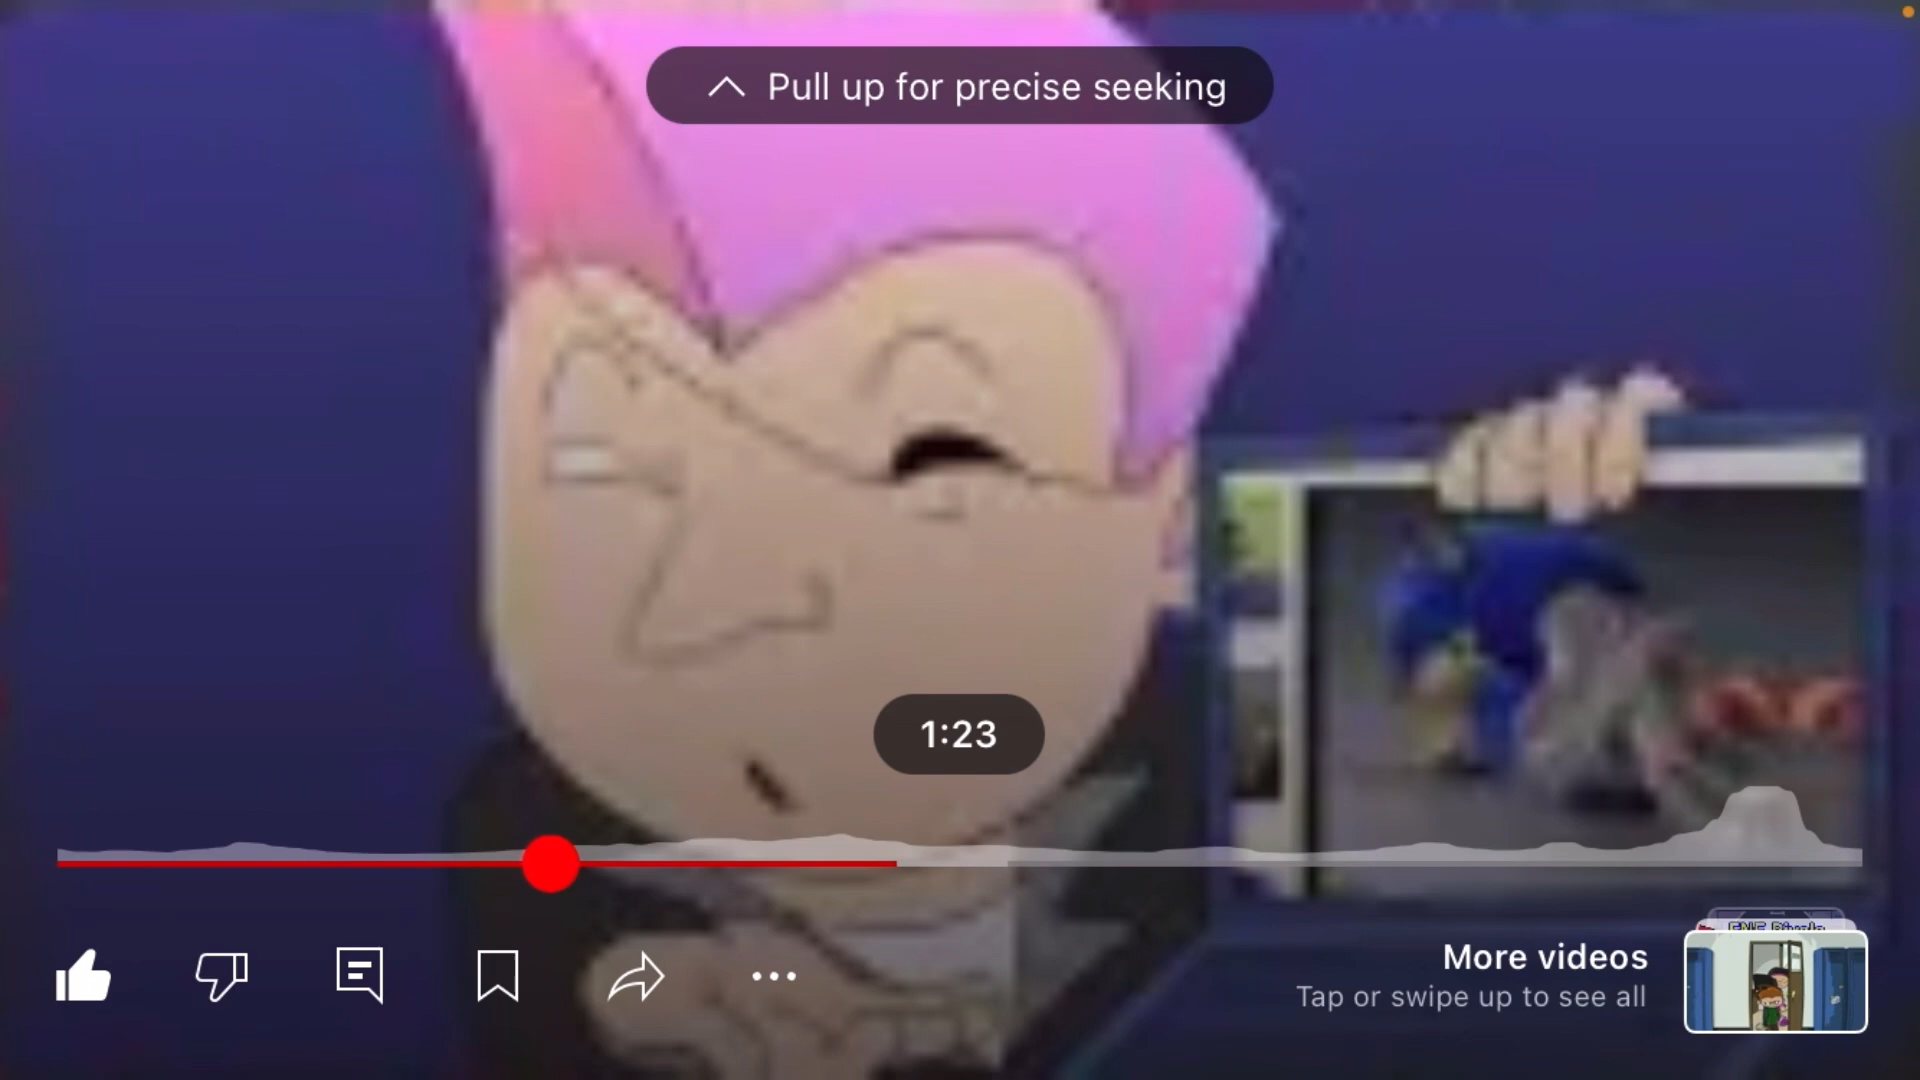 Pull up for precise seeking
1:23
More videos
Tap or swipe up to see all